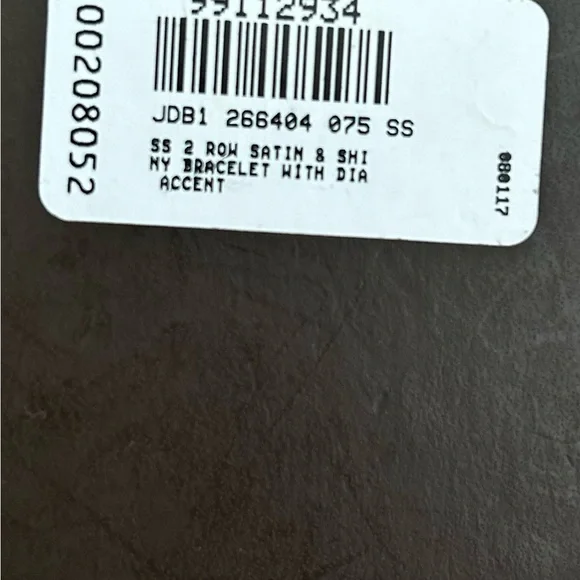 99112934
JDB1 266404 075 SS
SS 2 ROW SATIN & SHI
NY BRACELET WITH DIA
ACCENT
00208052
080117